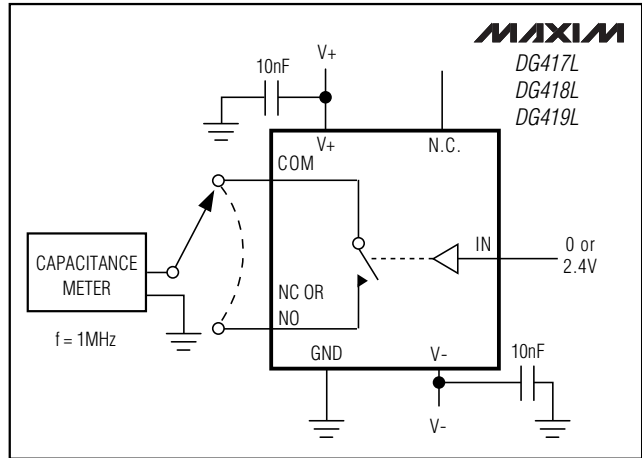 MAXIM
DG417L
DG418L
DG419L
10nF
V+
V+
N.C.
COM
IN
0 or
2.4V
CAPACITANCE
METER
NC OR
NO
f = 1MHz
GND
V-
10nF
V-